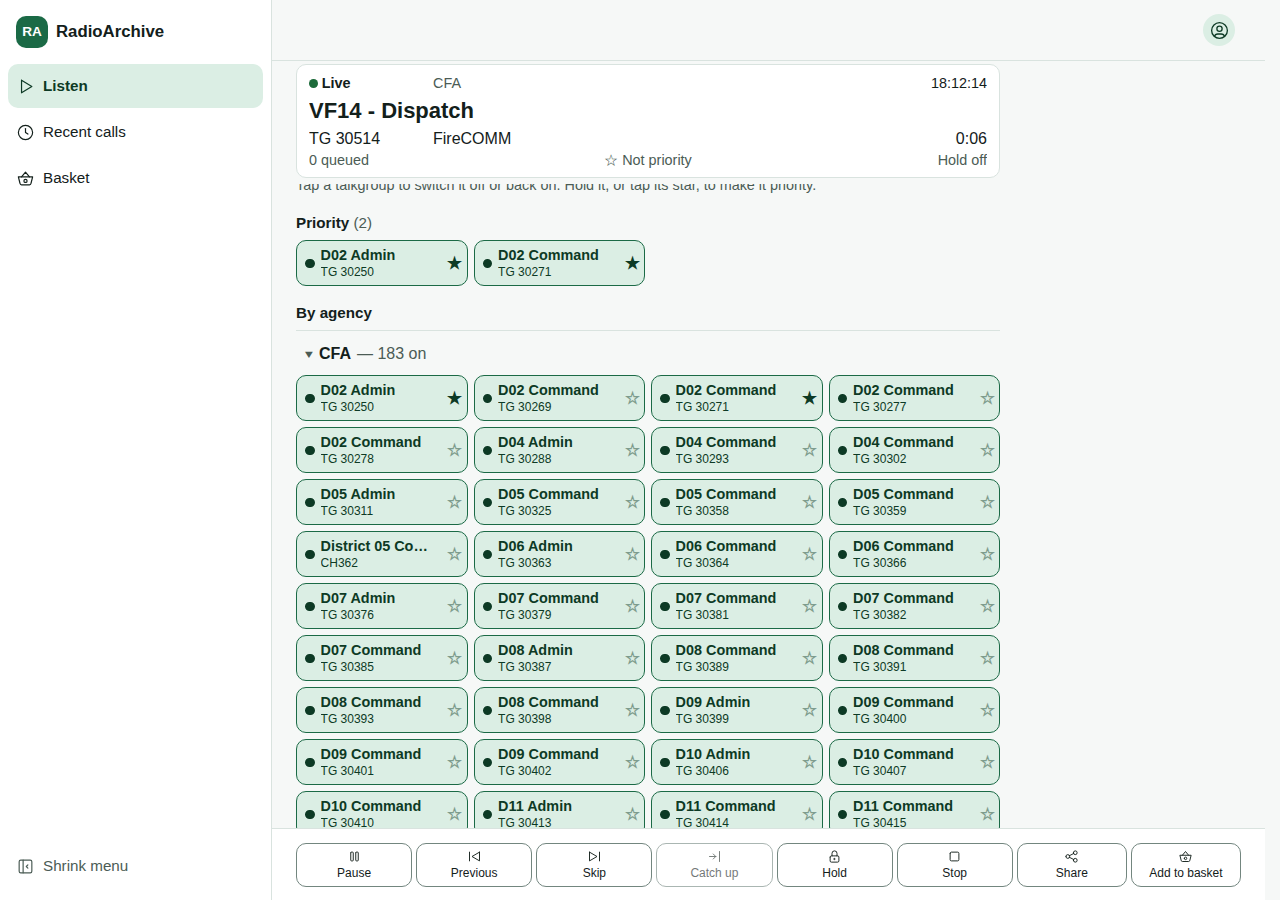 RA RadioArchive
Listen
Recent calls
Basket
Shrink menu
Live CFA 18:12:14
VF14 - Dispatch
TG 30514 FireCOMM 0:06
0 queued ☆ Not priority Hold off
Tap a talkgroup to switch it off or back on. Hold it, or tap its star, to make it priority.
Priority (2)
D02 Admin D02 Command
TG 30250 TG 30271
By agency
CFA — 183 on
D02 Admin D02 Command D02 Command D02 Command
TG 30250 TG 30269 TG 30271 TG 30277
D02 Command D04 Admin D04 Command D04 Command
TG 30278 TG 30288 TG 30293 TG 30302
D05 Admin D05 Command D05 Command D05 Command
TG 30311 TG 30325 TG 30358 TG 30359
District 05 Co… D06 Admin D06 Command D06 Command
CH362 TG 30363 TG 30364 TG 30366
D07 Admin D07 Command D07 Command D07 Command
TG 30376 TG 30379 TG 30381 TG 30382
D07 Command D08 Admin D08 Command D08 Command
TG 30385 TG 30387 TG 30389 TG 30391
D08 Command D08 Command D09 Admin D09 Command
TG 30393 TG 30398 TG 30399 TG 30400
D09 Command D09 Command D10 Admin D10 Command
TG 30401 TG 30402 TG 30406 TG 30407
D10 Command D11 Admin D11 Command D11 Command
TG 30410 TG 30413 TG 30414 TG 30415
Pause Previous Skip Catch up Hold Stop Share Add to basket